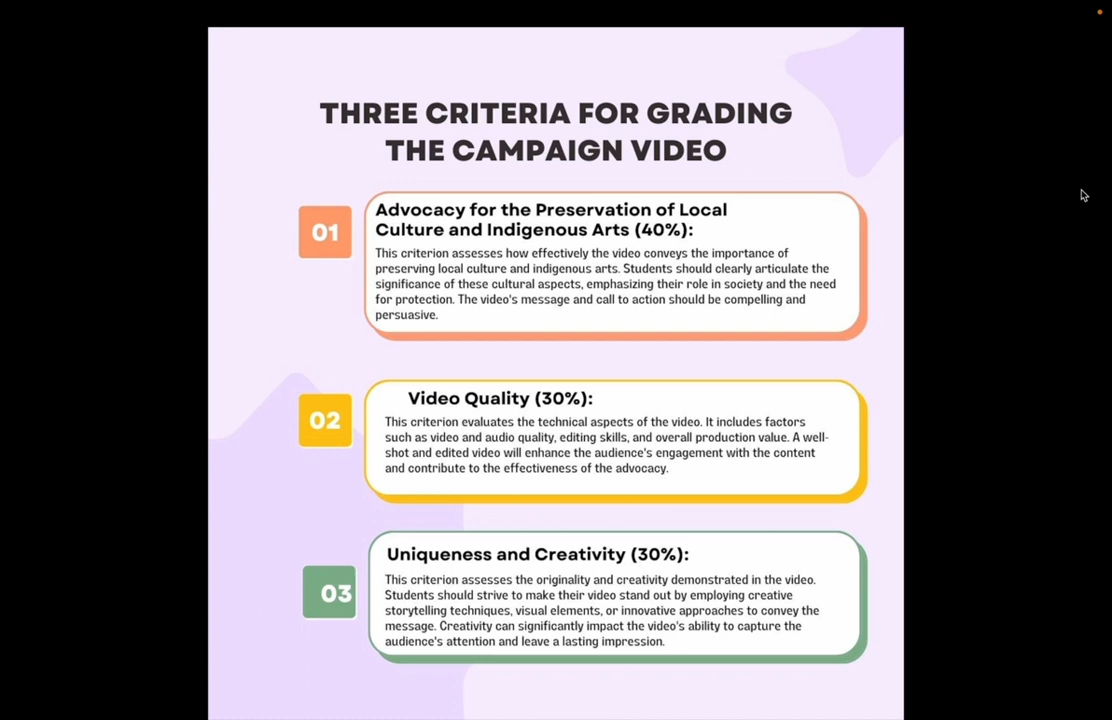 THREE CRITERIA FOR GRADING
THE CAMPAIGN VIDEO
01
Advocacy for the Preservation of Local
Culture and Indigenous Arts (40%):
This criterion assesses how effectively the video conveys the importance of
preserving local culture and indigenous arts. Students should clearly articulate the
significance of these cultural aspects, emphasizing their role in society and the need
for protection. The video's message and call to action should be compelling and
persuasive.
02
Video Quality (30%):
This criterion evaluates the technical aspects of the video. It includes factors
such as video and audio quality, editing skills, and overall production value. A well-
shot and edited video will enhance the audience's engagement with the content
and contribute to the effectiveness of the advocacy.
03
Uniqueness and Creativity (30%):
This criterion assesses the originality and creativity demonstrated in the video.
Students should strive to make their video stand out by employing creative
storytelling techniques, visual elements, or innovative approaches to convey the
message. Creativity can significantly impact the video's ability to capture the
audience's attention and leave a lasting impression.